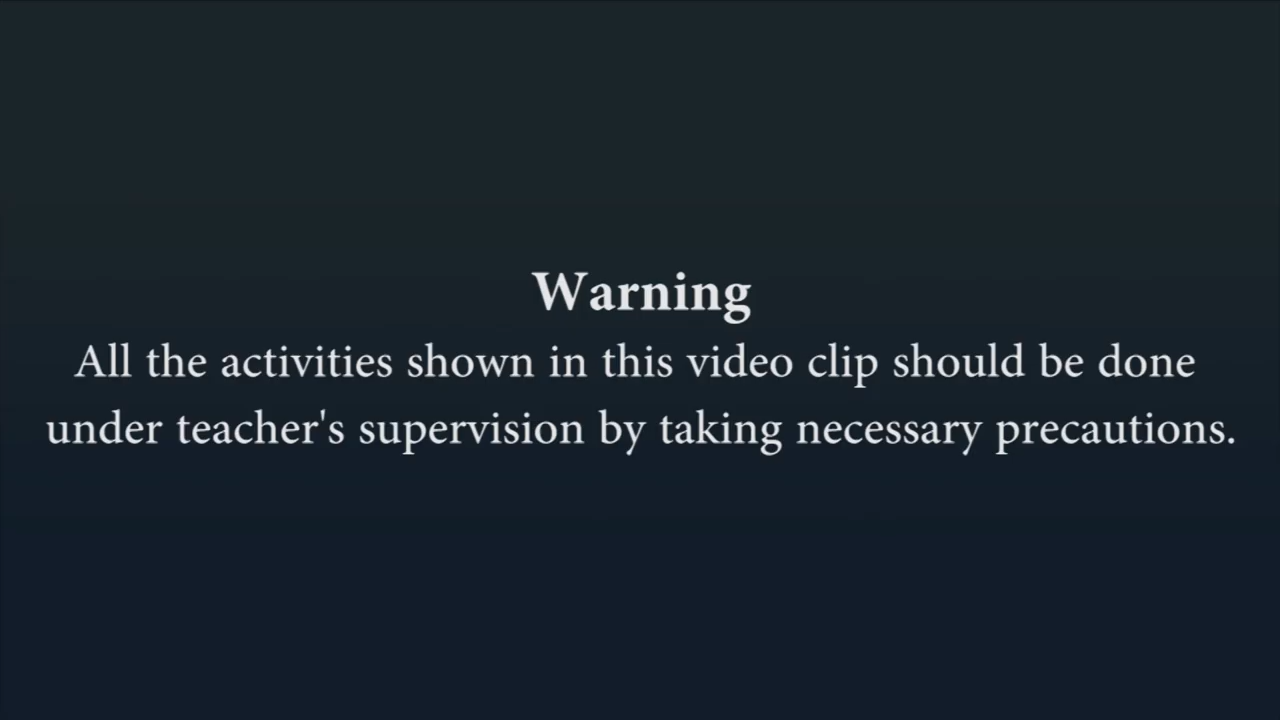 Warning
All the activities shown in this video clip should be done
under teacher's supervision by taking necessary precautions.